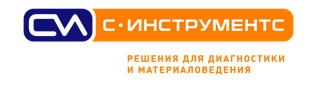 СИ С·ИНСТРУМЕНТС
РЕШЕНИЯ ДЛЯ ДИАГНОСТИКИ
И МАТЕРИАЛОВЕДЕНИЯ